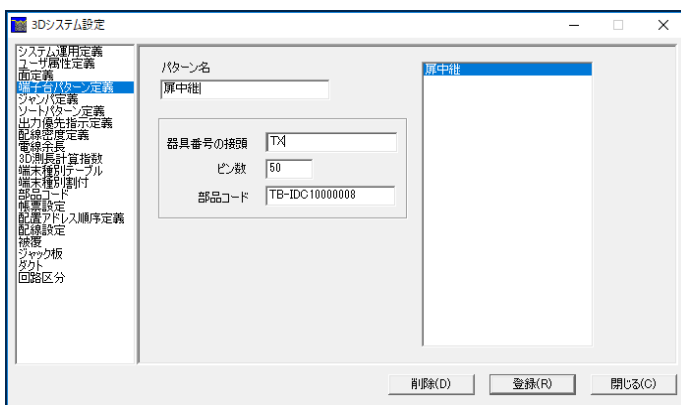 3Dシステム設定
システム運用定義
ユーザ属性定義
面定義
端子台パターン定義
ジャンパ定義
ソートパターン定義
出力優先指示定義
配線密度定義
電線余長
3D測長計算指数
端末種別テーブル
端末種別割付
部品コード
帳票設定
配置アドレス順序定義
配線設定
被覆
ジャック板
ダクト
回路区分
パターン名
扉中継
器具番号の接頭 TX
ピン数 50
部品コード TB-IDC10000008
扉中継
削除(D) 登録(R) 閉じる(C)